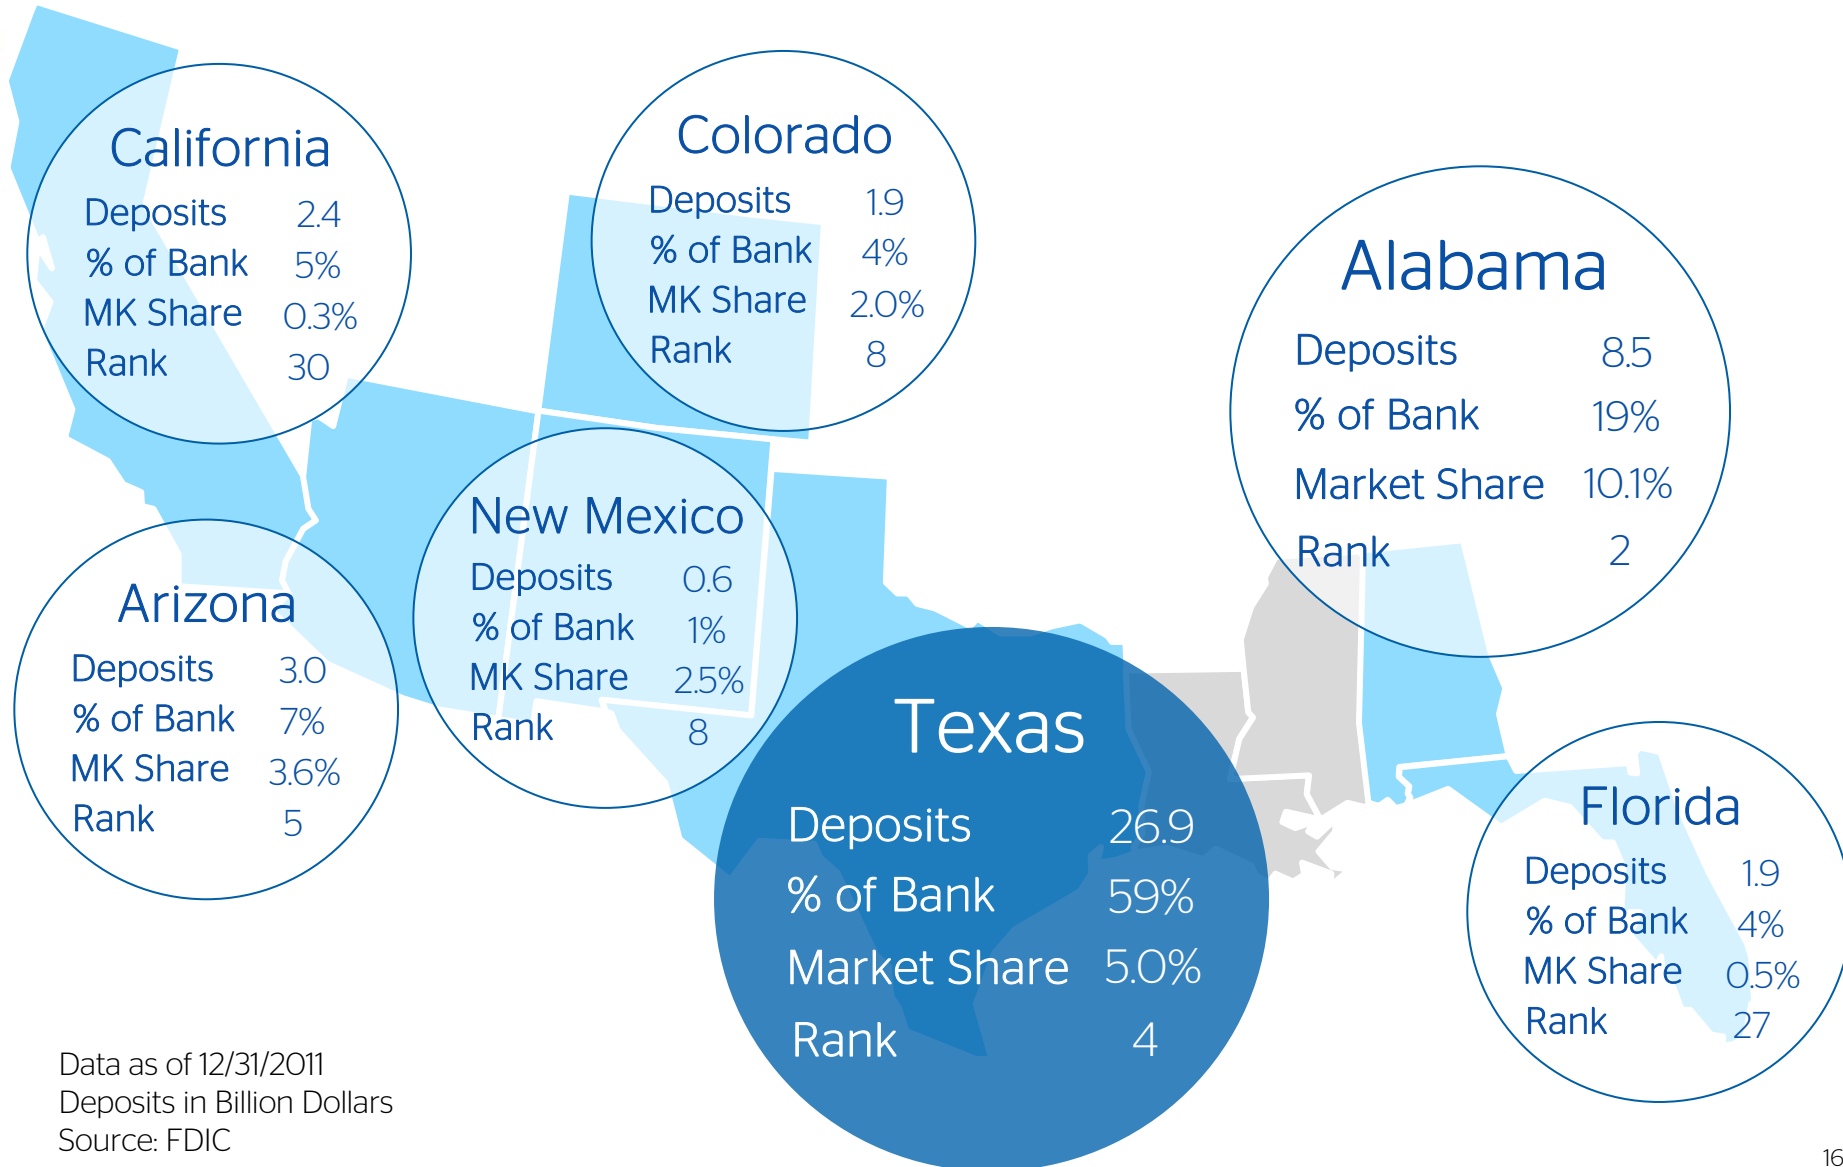 California
Deposits 2.4
% of Bank 5%
MK Share 0.3%
Rank 30
Colorado
Deposits 1.9
% of Bank 4%
MK Share 2.0%
Rank 8
Alabama
Deposits 8.5
% of Bank 19%
Market Share 10.1%
Rank 2
New Mexico
Deposits 0.6
% of Bank 1%
MK Share 2.5%
Rank 8
Arizona
Deposits 3.0
% of Bank 7%
MK Share 3.6%
Rank 5
Texas
Deposits 26.9
% of Bank 59%
Market Share 5.0%
Rank 4
Florida
Deposits 1.9
% of Bank 4%
MK Share 0.5%
Rank 27
Data as of 12/31/2011
Deposits in Billion Dollars
Source: FDIC
16